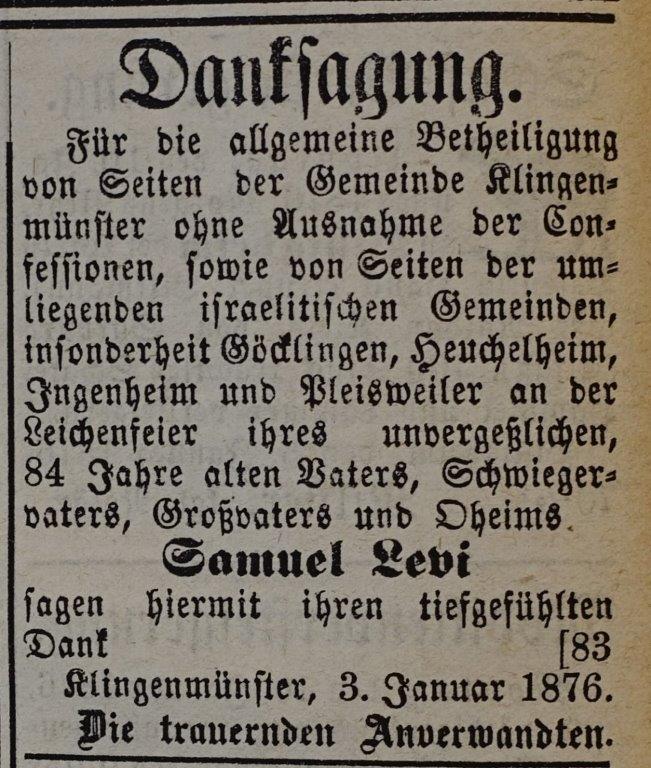 Danksagung.
Für die allgemeine Betheiligung
von Seiten der Gemeinde Klingen-
münster ohne Ausnahme der Con-
fessionen, sowie von Seiten der um-
liegenden israelitischen Gemeinden,
insonderheit Göcklingen, Heuchelheim,
Ingenheim und Pleisweiler an der
Leichenfeier ihres unvergeßlichen,
84 Jahre alten Vaters, Schwieger-
vaters, Großvaters und Oheims.
Samuel Levi
sagen hiermit ihren tiefgefühlten
Dank [83
Klingenmünster, 3. Januar 1876.
Die trauernden Anverwandten.